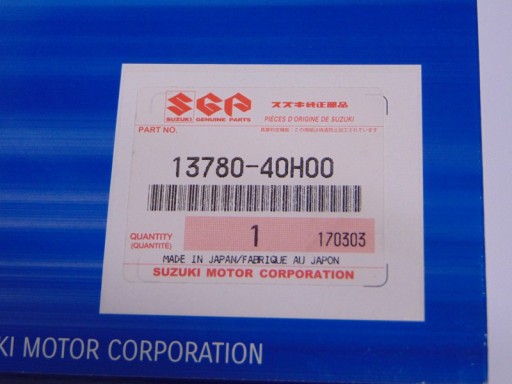 SGP
SUZUKI GENUINE PARTS
スズキ純正部品
PIÈCES D'ORIGINE DE SUZUKI
PART NO.
13780-40H00
QUANTITY
(QUANTITÉ)
1
170303
MADE IN JAPAN/FABRIQUE AU JAPON
SUZUKI MOTOR CORPORATION
KI MOTOR CORPORATION